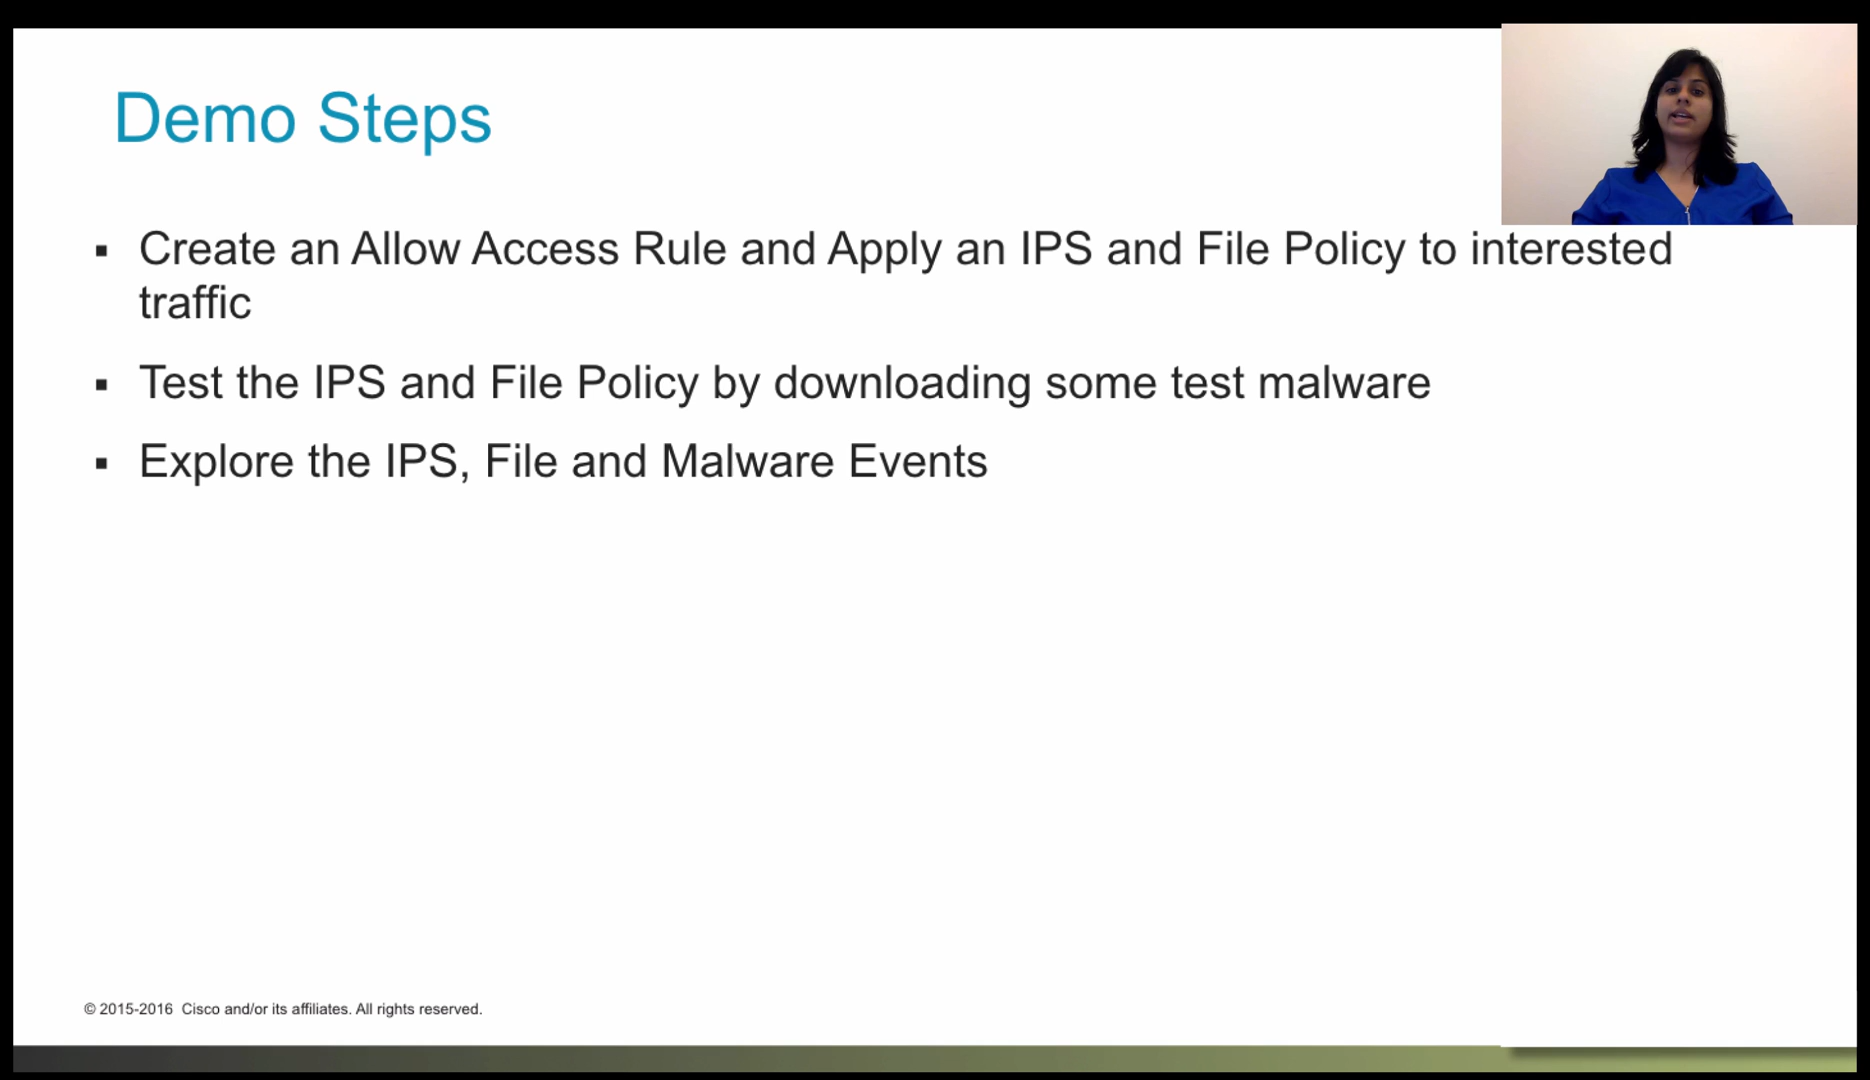 Demo Steps
▪ Create an Allow Access Rule and Apply an IPS and File Policy to interested
traffic
▪ Test the IPS and File Policy by downloading some test malware
▪ Explore the IPS, File and Malware Events
© 2015-2016 Cisco and/or its affiliates. All rights reserved.